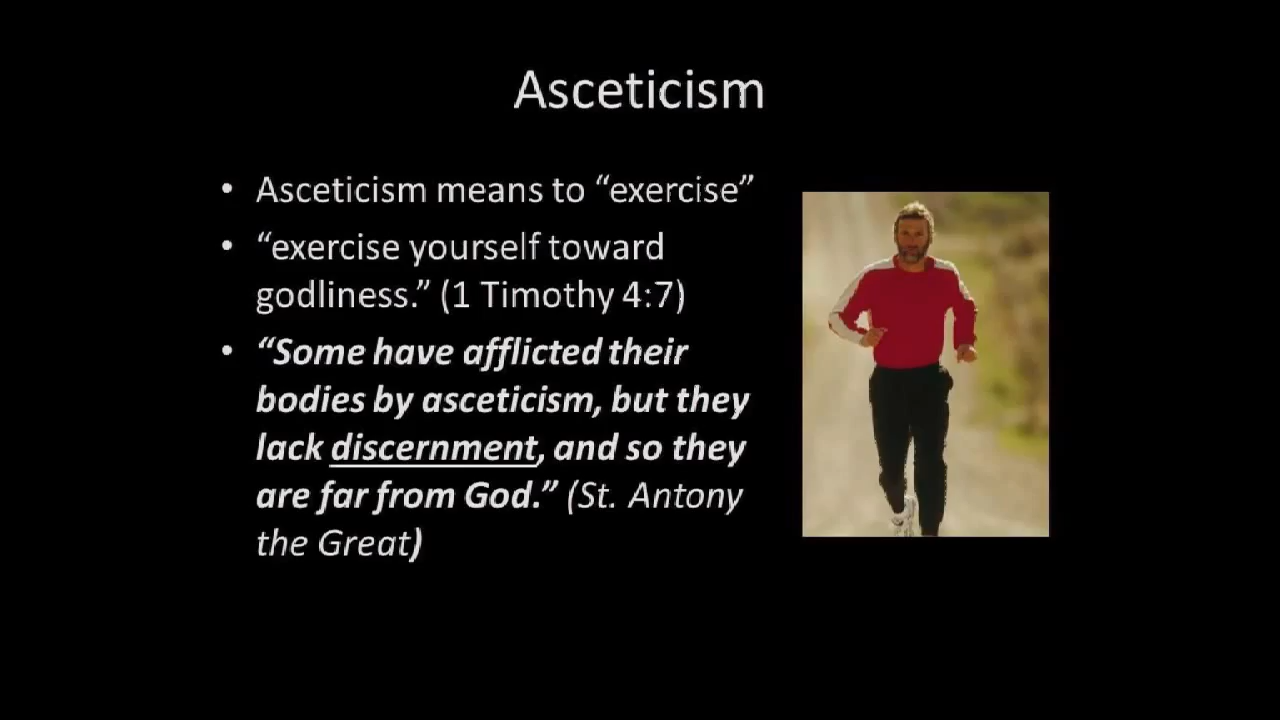 Asceticism
• Asceticism means to “exercise”
• “exercise yourself toward
godliness.” (1 Timothy 4:7)
• “Some have afflicted their
bodies by asceticism, but they
lack discernment, and so they
are far from God.” (St. Antony
the Great)